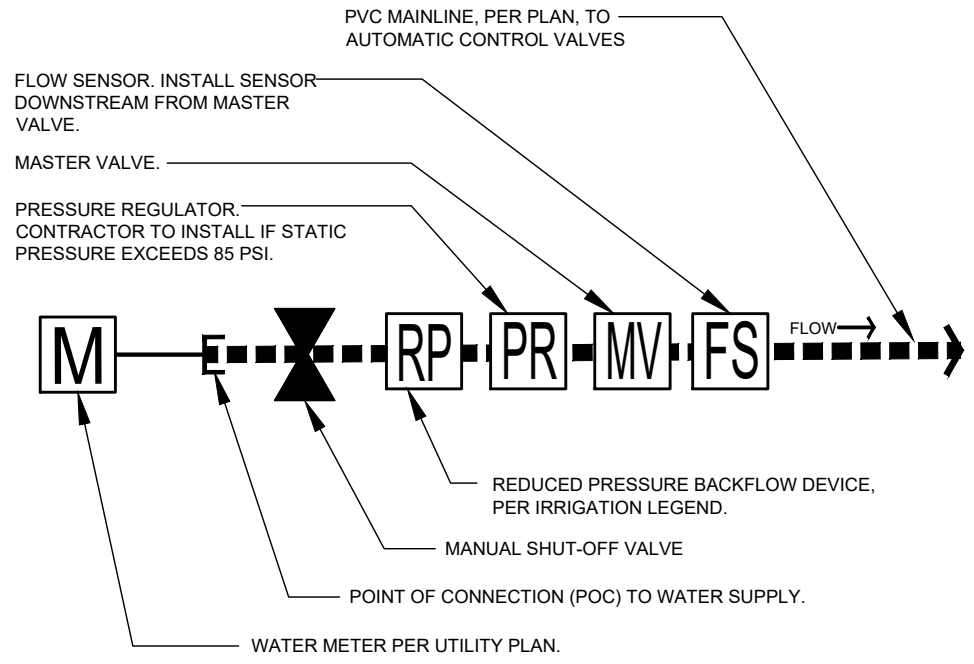 PVC MAINLINE, PER PLAN, TO
AUTOMATIC CONTROL VALVES
FLOW SENSOR. INSTALL SENSOR
DOWNSTREAM FROM MASTER
VALVE.
MASTER VALVE.
PRESSURE REGULATOR.
CONTRACTOR TO INSTALL IF STATIC
PRESSURE EXCEEDS 85 PSI.
M
RP
PR
MV
FS
FLOW
REDUCED PRESSURE BACKFLOW DEVICE,
PER IRRIGATION LEGEND.
MANUAL SHUT-OFF VALVE
POINT OF CONNECTION (POC) TO WATER SUPPLY.
WATER METER PER UTILITY PLAN.